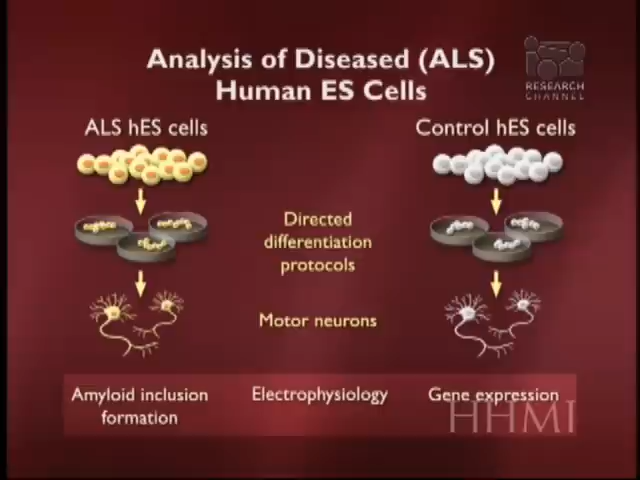 Analysis of Diseased (ALS)
Human ES Cells
RESEARCH
CHANNEL
ALS hES cells
Control hES cells
Directed
differentiation
protocols
Motor neurons
Amyloid inclusion
formation
Electrophysiology
Gene expression
HHMI